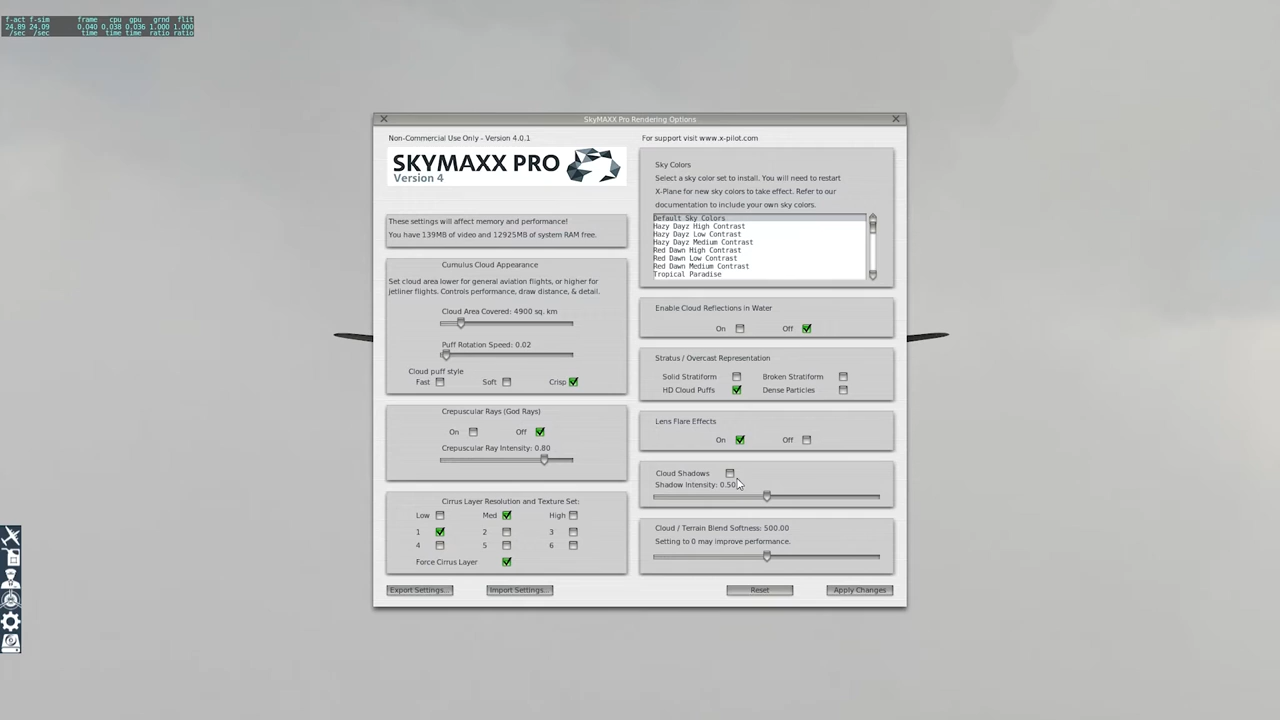 f-act f-sim frame cpu gpu grnd flit
24.89 24.09 0.040 0.038 0.036 1.000 1.000
/sec /sec time time time ratio ratio
SkyMAXX Pro Rendering Options
Non-Commercial Use Only - Version 4.0.1
SKYMAXX PRO
Version 4
These settings will affect memory and performance!
You have 139MB of video and 12925MB of system RAM free.
Cumulus Cloud Appearance
Set cloud area lower for general aviation flights, or higher for
jetliner flights. Controls performance, draw distance, & detail.
Cloud Area Covered: 4900 sq. km
Puff Rotation Speed: 0.02
Cloud puff style
Fast Soft Crisp
Crepuscular Rays (God Rays)
On Off
Crepuscular Ray Intensity: 0.80
Cirrus Layer Resolution and Texture Set:
Low Med High
1 2 3
4 5 6
Force Cirrus Layer
Export Settings... Import Settings...
For support visit www.x-pilot.com
Sky Colors
Select a sky color set to install. You will need to restart
X-Plane for new sky colors to take effect. Refer to our
documentation to include your own sky colors.
Default Sky Colors
Hazy Dayz High Contrast
Hazy Dayz Low Contrast
Hazy Dayz Medium Contrast
Red Dawn High Contrast
Red Dawn Low Contrast
Red Dawn Medium Contrast
Tropical Paradise
Enable Cloud Reflections in Water
On Off
Stratus / Overcast Representation
Solid Stratiform Broken Stratiform
HD Cloud Puffs Dense Particles
Lens Flare Effects
On Off
Cloud Shadows
Shadow Intensity: 0.50
Cloud / Terrain Blend Softness: 500.00
Setting to 0 may improve performance.
Reset Apply Changes